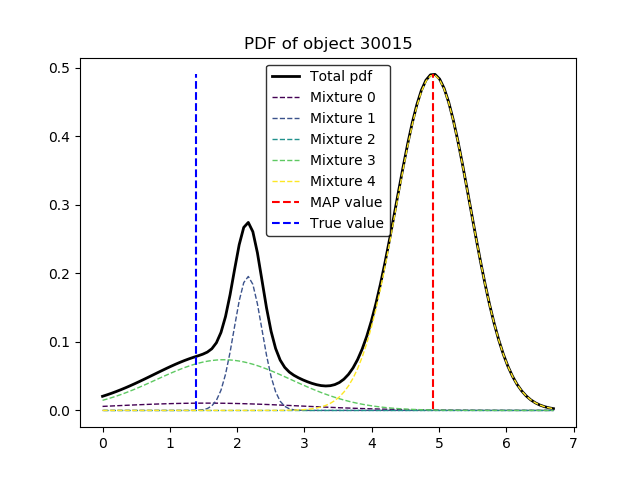 PDF of object 30015
Total pdf
Mixture 0
Mixture 1
Mixture 2
Mixture 3
Mixture 4
MAP value
True value
0.5
0.4
0.3
0.2
0.1
0.0
0 1 2 3 4 5 6 7